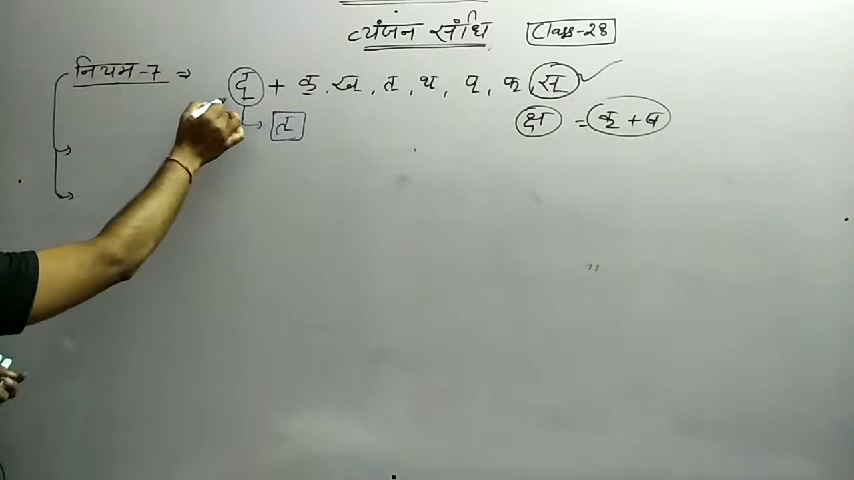 व्यंजन संधि Class-28
नियम-7 ⇒ द् + क, ख, त, थ, प, फ, स ✓
त क्ष = क् + ष